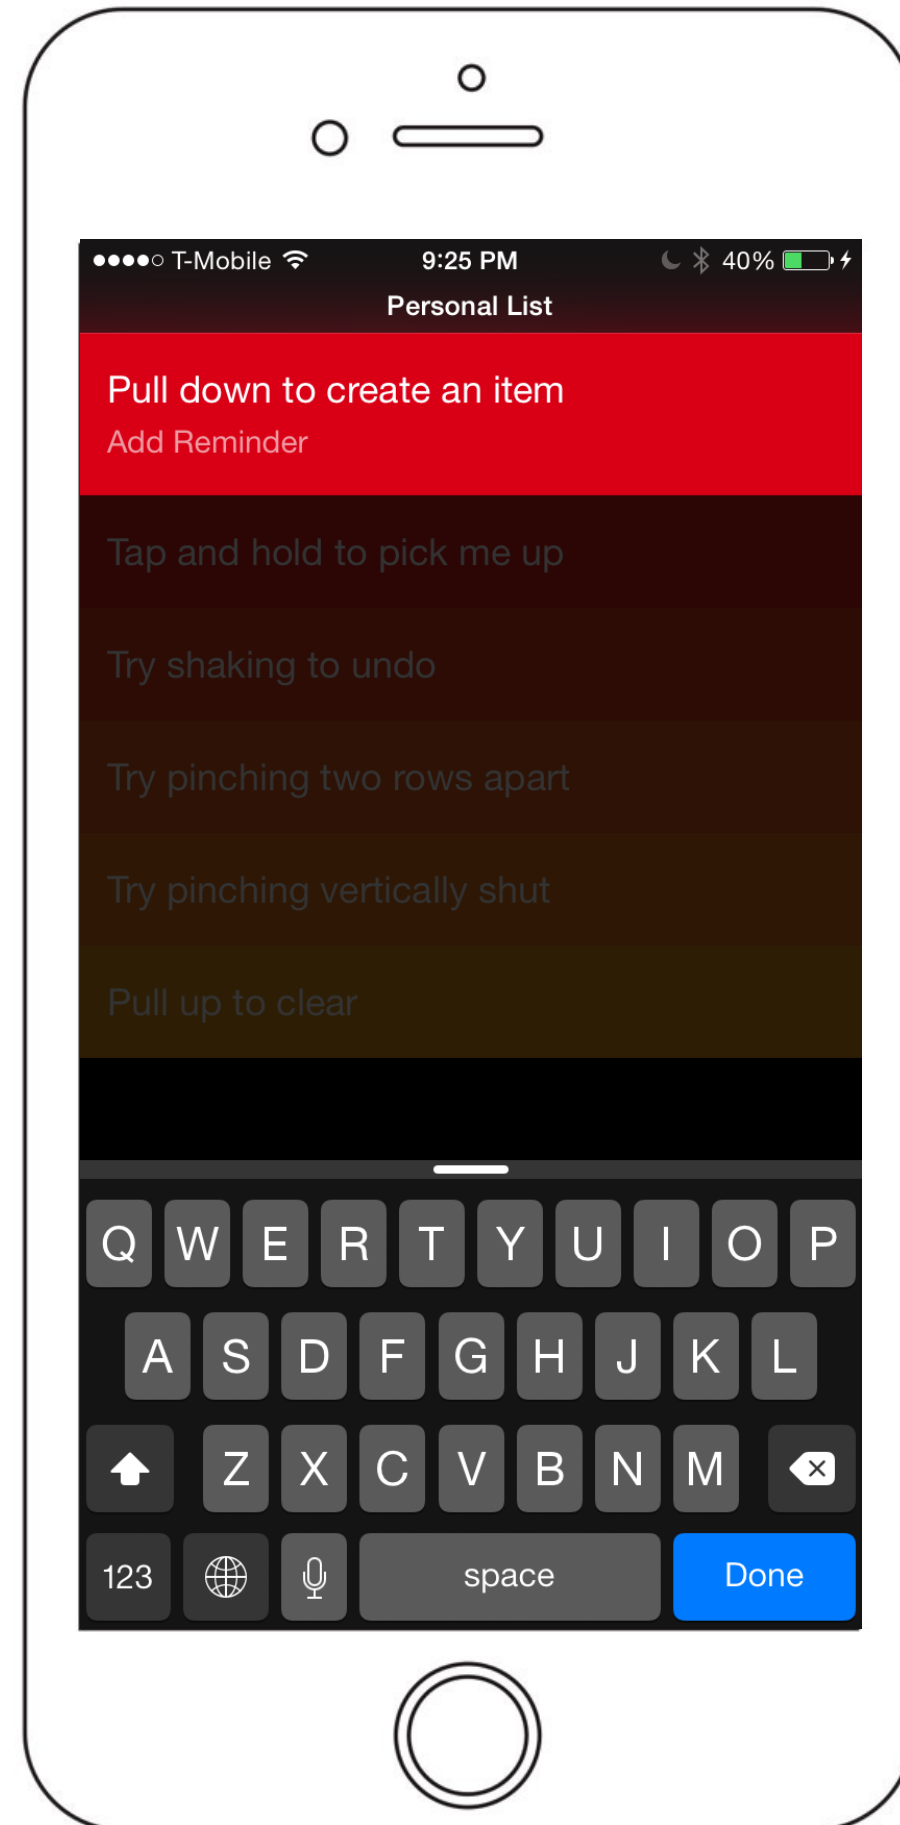 T-Mobile 9:25 PM 40%
Personal List
Pull down to create an item
Add Reminder
Tap and hold to pick me up
Try shaking to undo
Try pinching two rows apart
Try pinching vertically shut
Pull up to clear
Q W E R T Y U I O P
A S D F G H J K L
Z X C V B N M
123 space Done